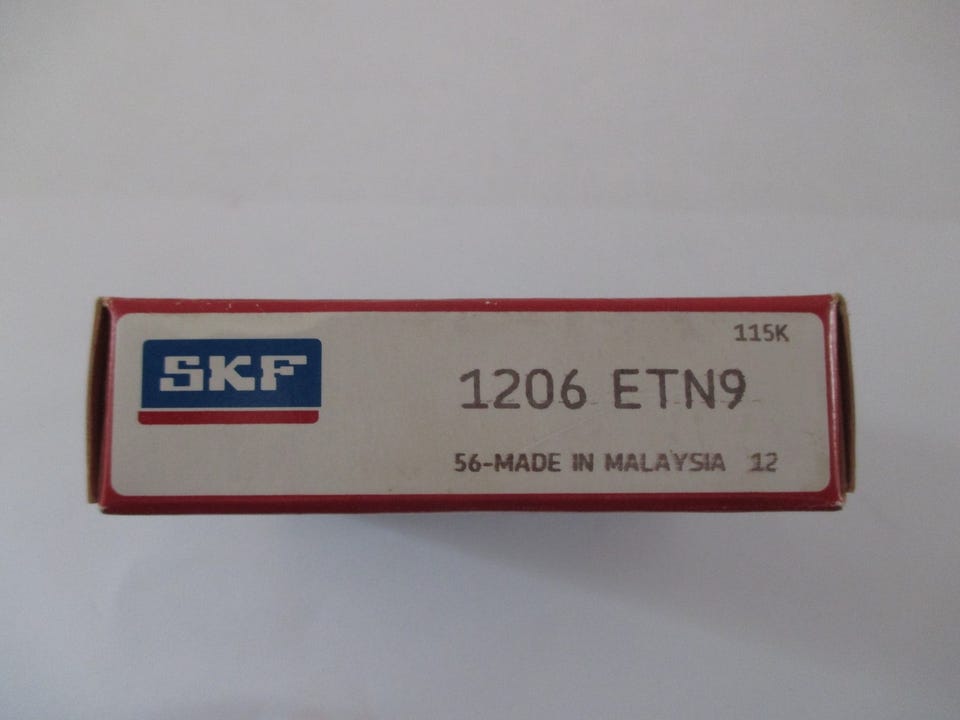 115K
SKF
1206 ETN9
56-MADE IN MALAYSIA 12